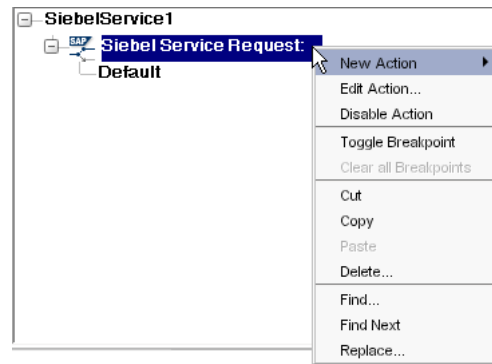 SiebelService1
SAP
Siebel Service Request:
Default
New Action
Edit Action...
Disable Action
Toggle Breakpoint
Clear all Breakpoints
Cut
Copy
Paste
Delete...
Find...
Find Next
Replace...